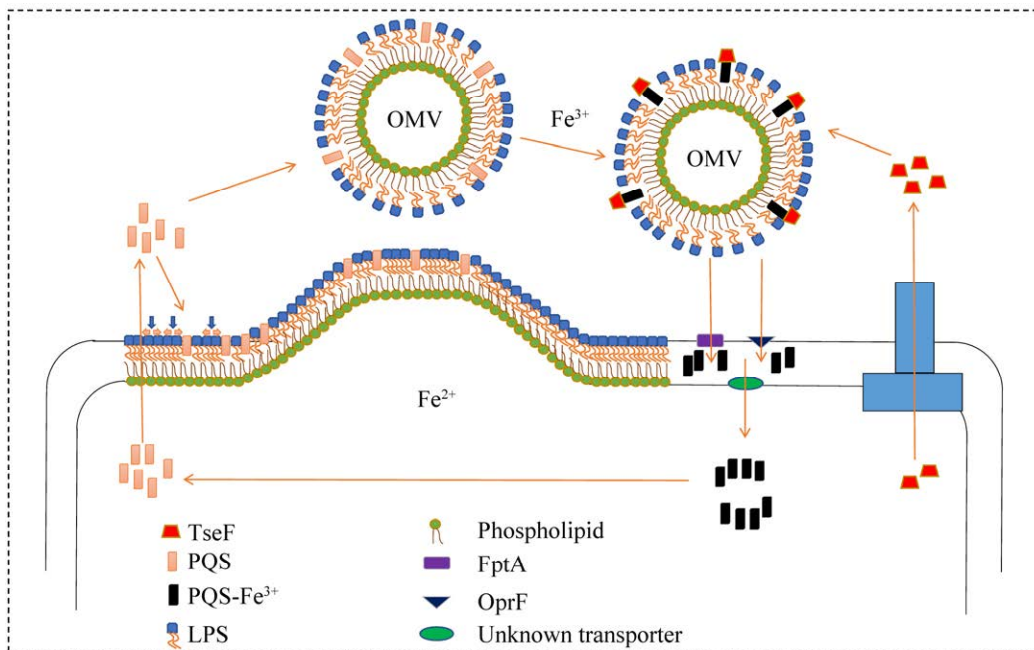 OMV
Fe³⁺
OMV
Fe²⁺
TseF
PQS
PQS-Fe³⁺
LPS
Phospholipid
FptA
OprF
Unknown transporter